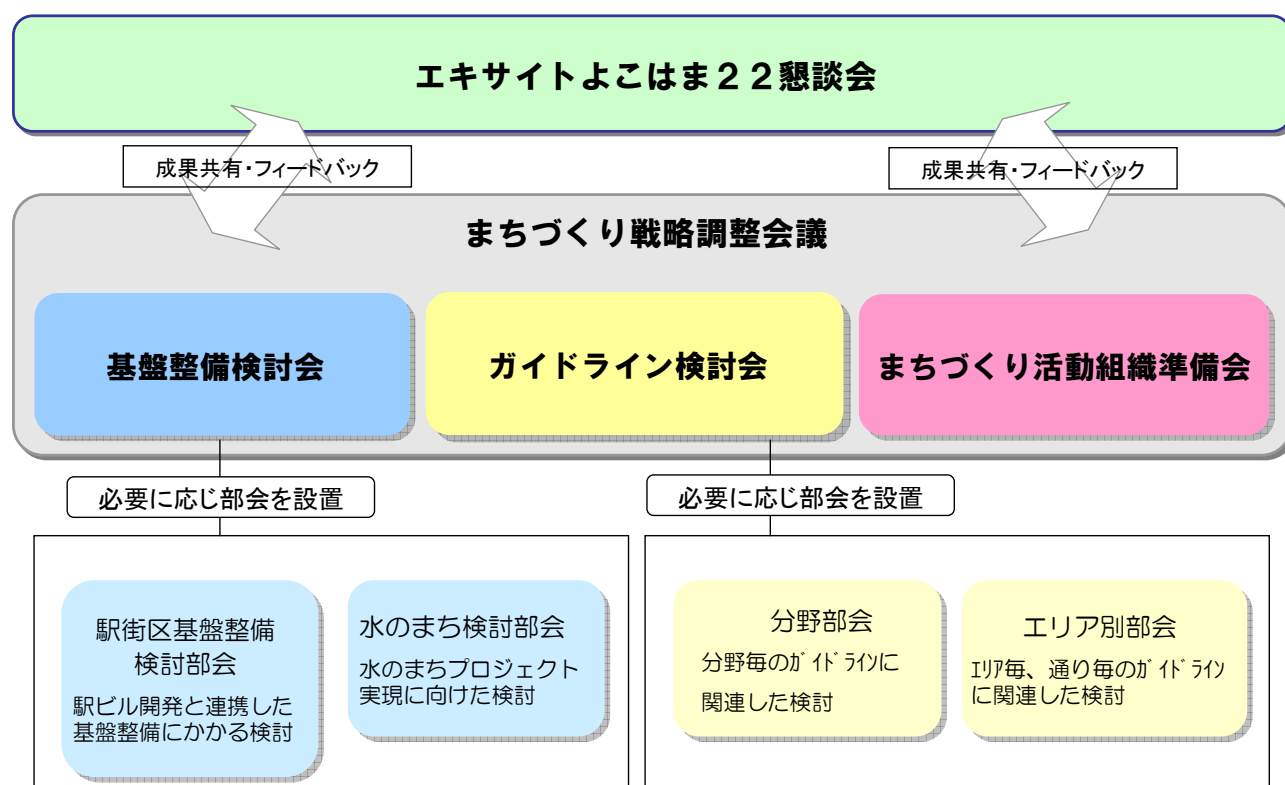 エキサイトよこはま２２懇談会
成果共有・フィードバック
成果共有・フィードバック
まちづくり戦略調整会議
基盤整備検討会
ガイドライン検討会
まちづくり活動組織準備会
必要に応じ部会を設置
必要に応じ部会を設置
駅街区基盤整備
検討部会
駅ビル開発と連携した
基盤整備にかかる検討
水のまち検討部会
水のまちプロジェクト
実現に向けた検討
分野部会
分野毎のｶﾞｲﾄﾞﾗｲﾝに
関連した検討
エリア別部会
ｴﾘｱ毎、通り毎のｶﾞｲﾄﾞﾗｲﾝ
に関連した検討